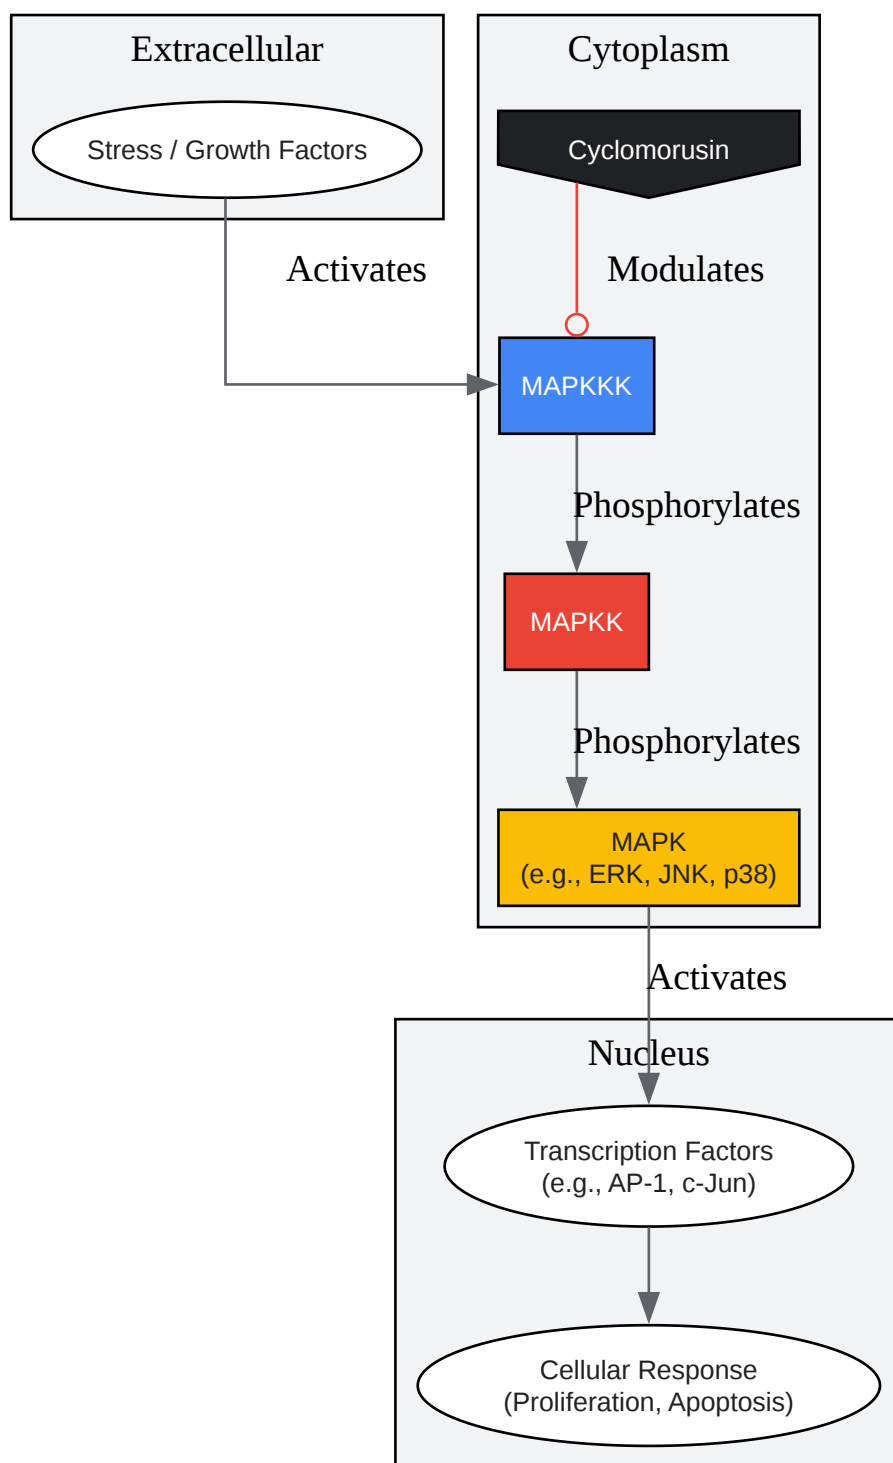 Extracellular
Cytoplasm
Stress / Growth Factors
Cyclomorusin
Activates
Modulates
MAPKKK
Phosphorylates
MAPKK
Phosphorylates
MAPK
(e.g., ERK, JNK, p38)
Activates
Nucleus
Transcription Factors
(e.g., AP-1, c-Jun)
Cellular Response
(Proliferation, Apoptosis)